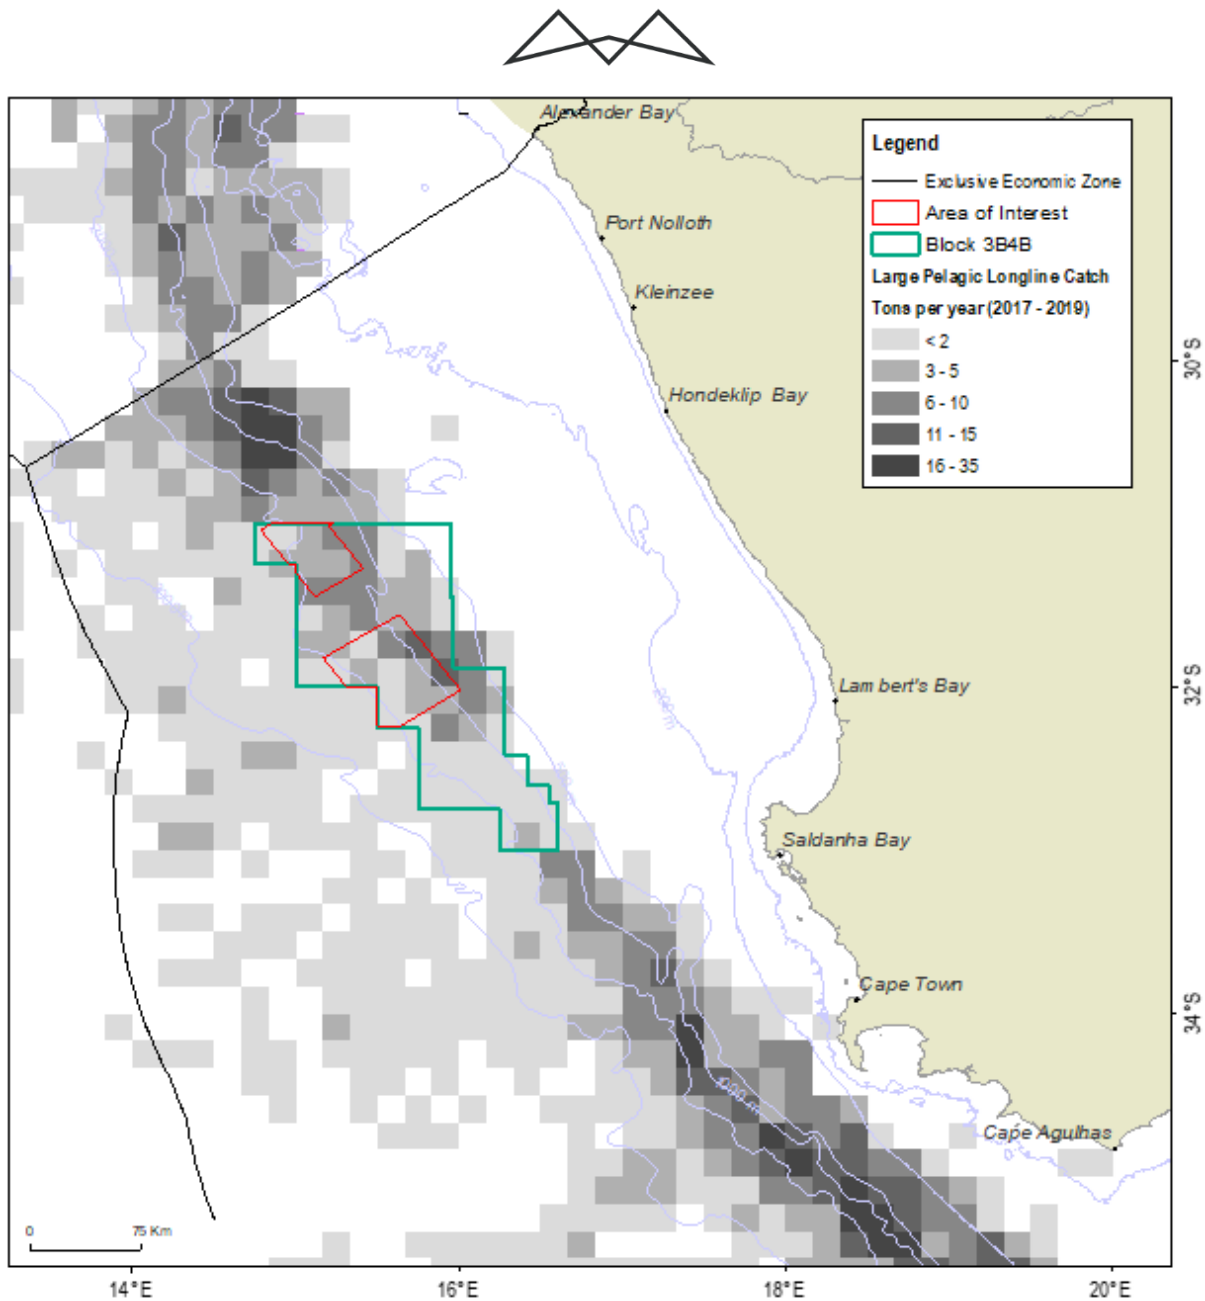 Alexander Bay
Legend
Exclusive Economic Zone
Area of Interest
Block 3B4B
Large Pelagic Longline Catch
Tons per year (2017 - 2019)
< 2
3 - 5
6 - 10
11 - 15
16 - 35
Port Nolloth
Kleinzee
30°S
Hondeklip Bay
Lambert's Bay
32°S
200 m
Saldanha Bay
Cape Town
34°S
1000 m
Cape Agulhas
0
75 Km
14°E
16°E
18°E
20°E